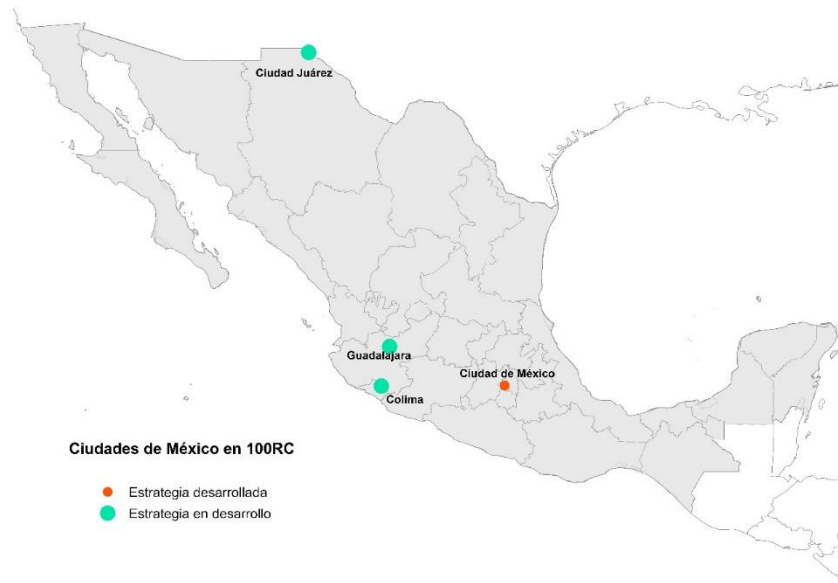 Ciudad Juárez
Guadalajara
Ciudad de México
Colima
Ciudades de México en 100RC
Estrategia desarrollada
Estrategia en desarrollo